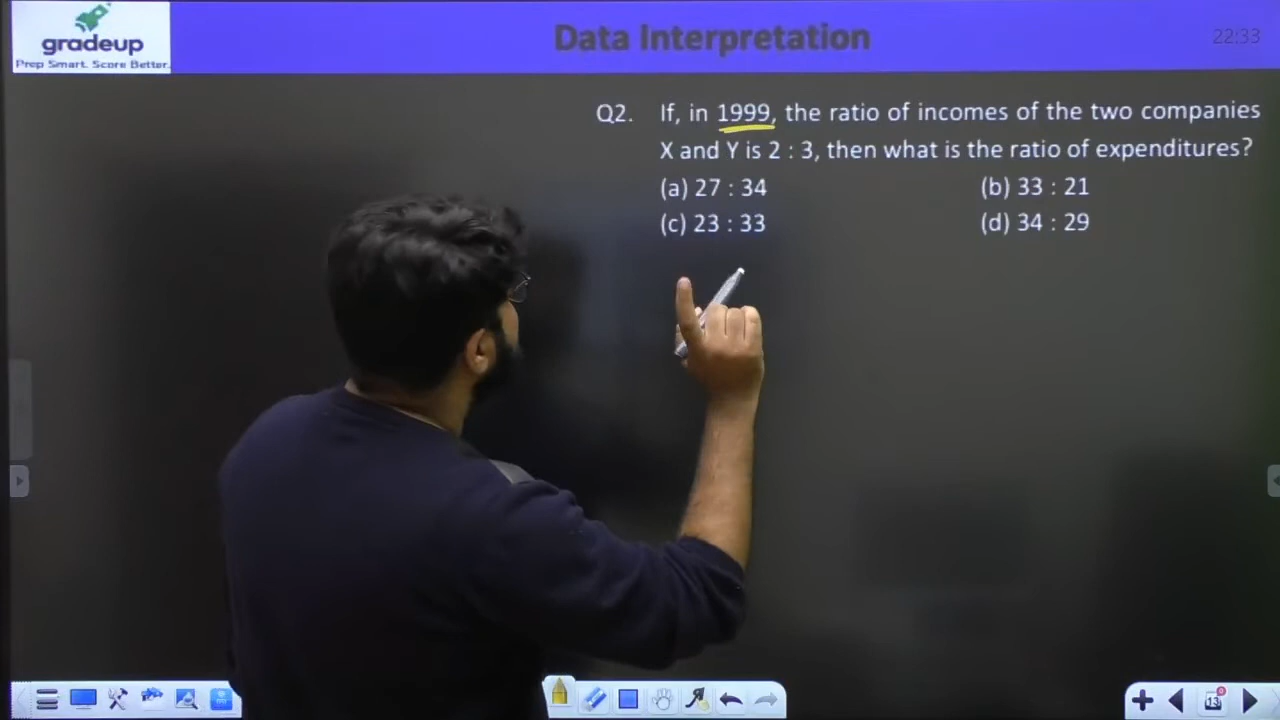 gradeup
Prep Smart. Score Better.
Data Interpretation
22:33
Q2. If, in 1999, the ratio of incomes of the two companies
X and Y is 2 : 3, then what is the ratio of expenditures?
(a) 27 : 34 (b) 33 : 21
(c) 23 : 33 (d) 34 : 29
13